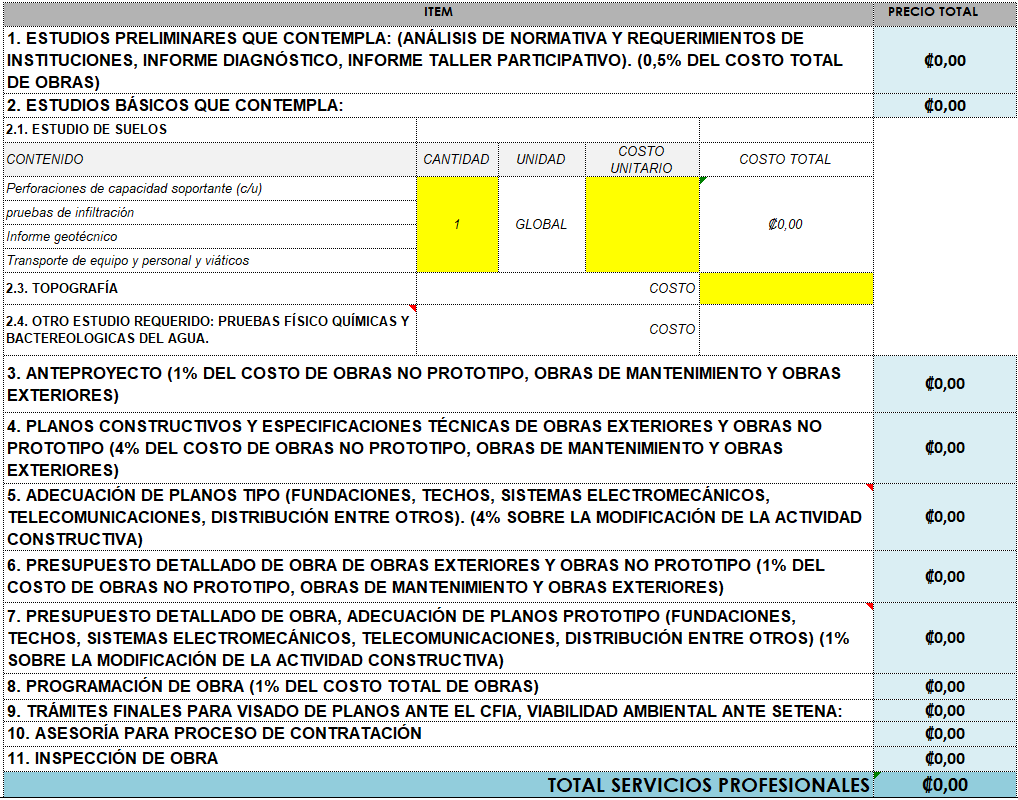 ITEM PRECIO TOTAL
1. ESTUDIOS PRELIMINARES QUE CONTEMPLA: (ANÁLISIS DE NORMATIVA Y REQUERIMIENTOS DE
INSTITUCIONES, INFORME DIAGNÓSTICO, INFORME TALLER PARTICIPATIVO). (0,5% DEL COSTO TOTAL
DE OBRAS)
₡0,00
2. ESTUDIOS BÁSICOS QUE CONTEMPLA: ₡0,00
2.1. ESTUDIO DE SUELOS
CONTENIDO CANTIDAD UNIDAD COSTO
UNITARIO COSTO TOTAL
Perforaciones de capacidad soportante (c/u)
pruebas de infiltración
Informe geotécnico
Transporte de equipo y personal y viáticos
1 GLOBAL ₡0,00
2.3. TOPOGRAFÍA COSTO
2.4. OTRO ESTUDIO REQUERIDO: PRUEBAS FÍSICO QUÍMICAS Y
BACTEREOLOGICAS DEL AGUA.
COSTO
3. ANTEPROYECTO (1% DEL COSTO DE OBRAS NO PROTOTIPO, OBRAS DE MANTENIMIENTO Y OBRAS
EXTERIORES)
₡0,00
4. PLANOS CONSTRUCTIVOS Y ESPECIFICACIONES TÉCNICAS DE OBRAS EXTERIORES Y OBRAS NO
PROTOTIPO (4% DEL COSTO DE OBRAS NO PROTOTIPO, OBRAS DE MANTENIMIENTO Y OBRAS
EXTERIORES)
₡0,00
5. ADECUACIÓN DE PLANOS TIPO (FUNDACIONES, TECHOS, SISTEMAS ELECTROMECÁNICOS,
TELECOMUNICACIONES, DISTRIBUCIÓN ENTRE OTROS). (4% SOBRE LA MODIFICACIÓN DE LA ACTIVIDAD
CONSTRUCTIVA)
₡0,00
6. PRESUPUESTO DETALLADO DE OBRA DE OBRAS EXTERIORES Y OBRAS NO PROTOTIPO (1% DEL
COSTO DE OBRAS NO PROTOTIPO, OBRAS DE MANTENIMIENTO Y OBRAS EXTERIORES)
₡0,00
7. PRESUPUESTO DETALLADO DE OBRA, ADECUACIÓN DE PLANOS PROTOTIPO (FUNDACIONES,
TECHOS, SISTEMAS ELECTROMECÁNICOS, TELECOMUNICACIONES, DISTRIBUCIÓN ENTRE OTROS) (1%
SOBRE LA MODIFICACIÓN DE LA ACTIVIDAD CONSTRUCTIVA)
₡0,00
8. PROGRAMACIÓN DE OBRA (1% DEL COSTO TOTAL DE OBRAS) ₡0,00
9. TRÁMITES FINALES PARA VISADO DE PLANOS ANTE EL CFIA, VIABILIDAD AMBIENTAL ANTE SETENA: ₡0,00
10. ASESORÍA PARA PROCESO DE CONTRATACIÓN ₡0,00
11. INSPECCIÓN DE OBRA ₡0,00
TOTAL SERVICIOS PROFESIONALES ₡0,00